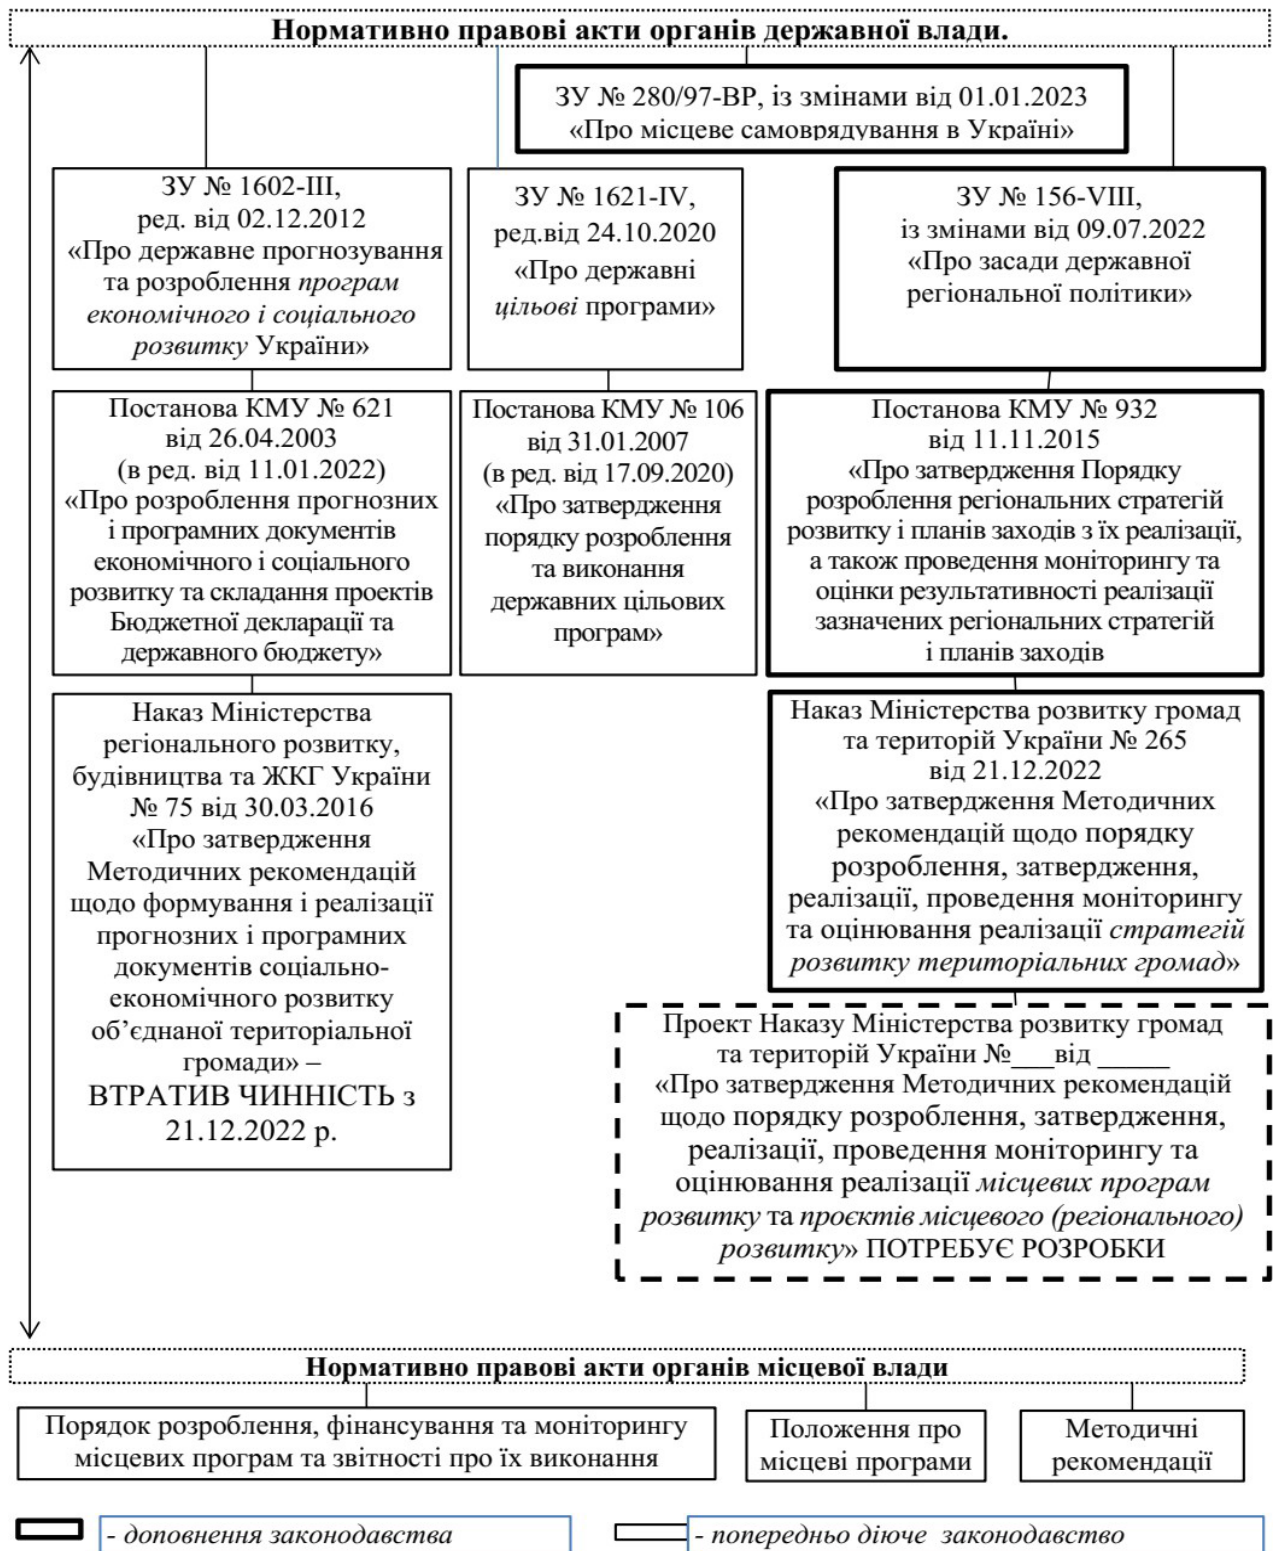 Нормативно правові акти органів державної влади.
ЗУ № 280/97-ВР, із змінами від 01.01.2023
«Про місцеве самоврядування в Україні»
ЗУ № 1602-III,
ред. від 02.12.2012
«Про державне прогнозування
та розроблення програм
економічного і соціального
розвитку України»
ЗУ № 1621-IV,
ред.від 24.10.2020
«Про державні
цільові програми»
ЗУ № 156-VIII,
із змінами від 09.07.2022
«Про засади державної
регіональної політики»
Постанова КМУ № 621
від 26.04.2003
(в ред. від 11.01.2022)
«Про розроблення прогнозних
і програмних документів
економічного і соціального
розвитку та складання проектів
Бюджетної декларації та
державного бюджету»
Постанова КМУ № 106
від 31.01.2007
(в ред. від 17.09.2020)
«Про затвердження
порядку розроблення
та виконання
державних цільових
програм»
Постанова КМУ № 932
від 11.11.2015
«Про затвердження Порядку
розроблення регіональних стратегій
розвитку і планів заходів з їх реалізації,
а також проведення моніторингу та
оцінки результативності реалізації
зазначених регіональних стратегій
і планів заходів
Наказ Міністерства
регіонального розвитку,
будівництва та ЖКГ України
№ 75 від 30.03.2016
«Про затвердження
Методичних рекомендацій
щодо формування і реалізації
прогнозних і програмних
документів соціально-
економічного розвитку
об’єднаної територіальної
громади» –
ВТРАТИВ ЧИННІСТЬ з
21.12.2022 р.
Наказ Міністерства розвитку громад
та територій України № 265
від 21.12.2022
«Про затвердження Методичних
рекомендацій щодо порядку
розроблення, затвердження,
реалізації, проведення моніторингу
та оцінювання реалізації стратегій
розвитку територіальних громад»
Проект Наказу Міністерства розвитку громад
та територій України №___від _____
«Про затвердження Методичних рекомендацій
щодо порядку розроблення, затвердження,
реалізації, проведення моніторингу та
оцінювання реалізації місцевих програм
розвитку та проєктів місцевого (регіонального)
розвитку» ПОТРЕБУЄ РОЗРОБКИ
Нормативно правові акти органів місцевої влади
Порядок розроблення, фінансування та моніторингу
місцевих програм та звітності про їх виконання
Положення про
місцеві програми
Методичні
рекомендації
- доповнення законодавства
- попередньо діюче законодавство